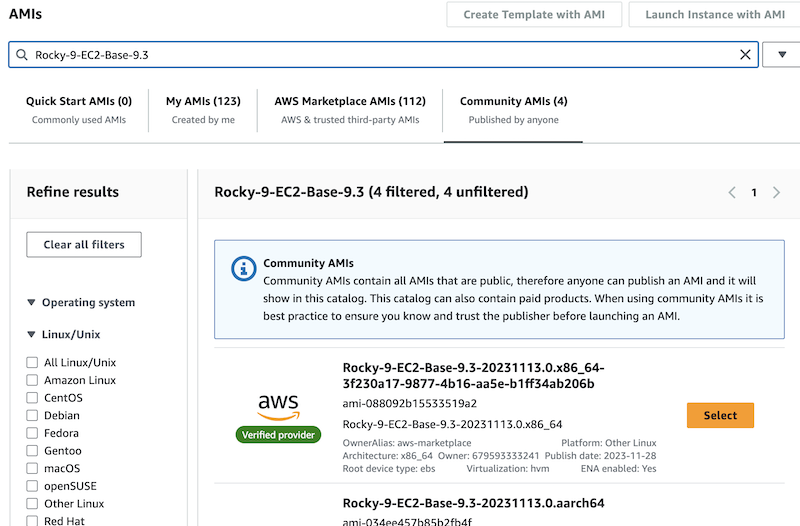 AMIs
Create Template with AMI
Launch Instance with AMI
Rocky-9-EC2-Base-9.3
Quick Start AMIs (0)
Commonly used AMIs
My AMIs (123)
Created by me
AWS Marketplace AMIs (112)
AWS & trusted third-party AMIs
Community AMIs (4)
Published by anyone
Refine results
Clear all filters
Operating system
Linux/Unix
All Linux/Unix
Amazon Linux
CentOS
Debian
Fedora
Gentoo
macOS
openSUSE
Other Linux
Red Hat
Rocky-9-EC2-Base-9.3 (4 filtered, 4 unfiltered)
1
Community AMIs
Community AMIs contain all AMIs that are public, therefore anyone can publish an AMI and it will
show in this catalog. This catalog can also contain paid products. When using community AMIs it is
best practice to ensure you know and trust the publisher before launching an AMI.
aws
Verified provider
Rocky-9-EC2-Base-9.3-20231113.0.x86_64-
3f230a17-9877-4b16-aa5e-b1ff34ab206b
ami-088092b15533519a2
Rocky-9-EC2-Base-9.3-20231113.0.x86_64
OwnerAlias: aws-marketplace Platform: Other Linux
Architecture: x86_64 Owner: 679593333241 Publish date: 2023-11-28
Root device type: ebs Virtualization: hvm ENA enabled: Yes
Select
Rocky-9-EC2-Base-9.3-20231113.0.aarch64
ami-034ee457b85b2fb4f